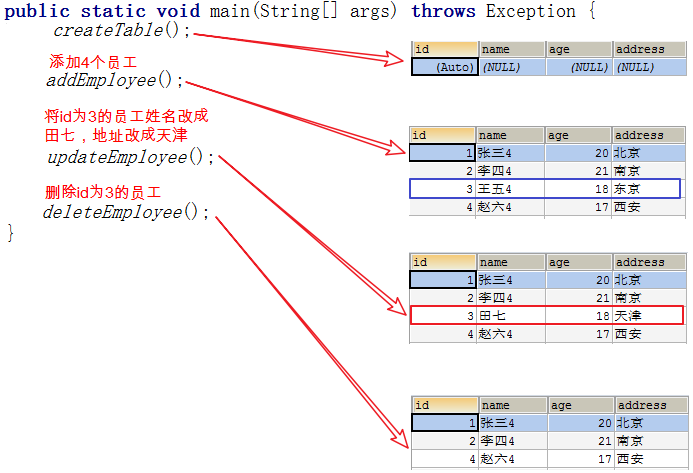 public static void main(String[] args) throws Exception {
createTable();
id name age address
(Auto) (NULL) (NULL) (NULL)
添加4个员工
addEmployee();
id name age address
1 张三4 20 北京
2 李四4 21 南京
3 王五4 18 东京
4 赵六4 17 西安
将id为3的员工姓名改成
田七，地址改成天津
updateEmployee();
id name age address
1 张三4 20 北京
2 李四4 21 南京
3 田七 18 天津
4 赵六4 17 西安
删除id为3的员工
deleteEmployee();
}
id name age address
1 张三4 20 北京
2 李四4 21 南京
4 赵六4 17 西安